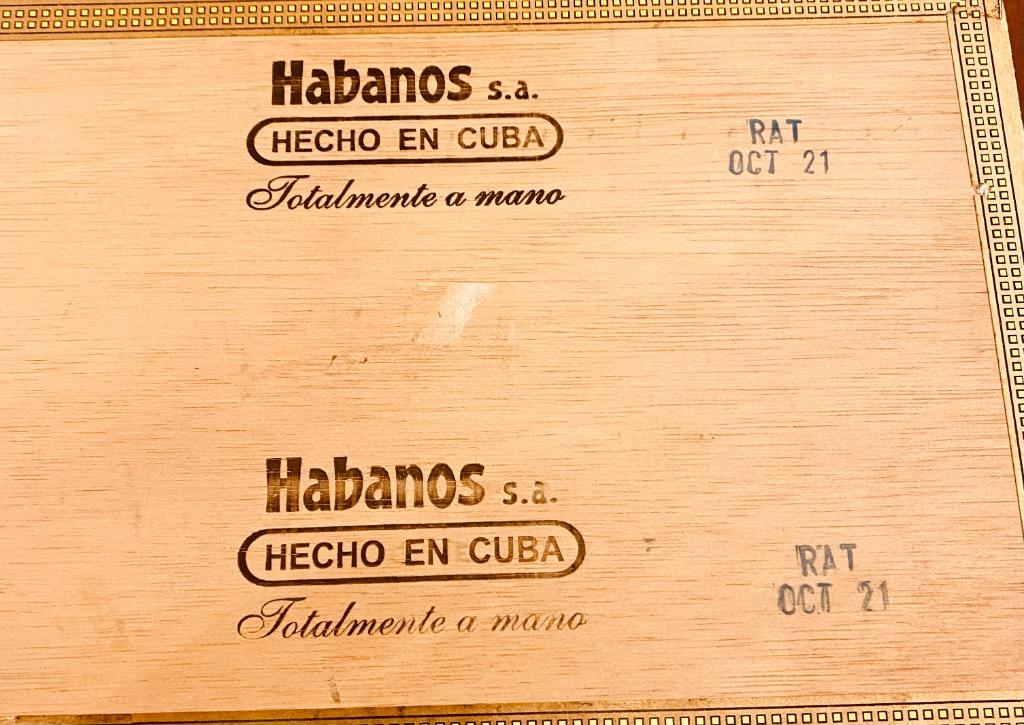 Habanos s.a.
HECHO EN CUBA
Totalmente a mano
RAT
OCT 21
Habanos s.a.
HECHO EN CUBA
Totalmente a mano
RAT
OCT 21